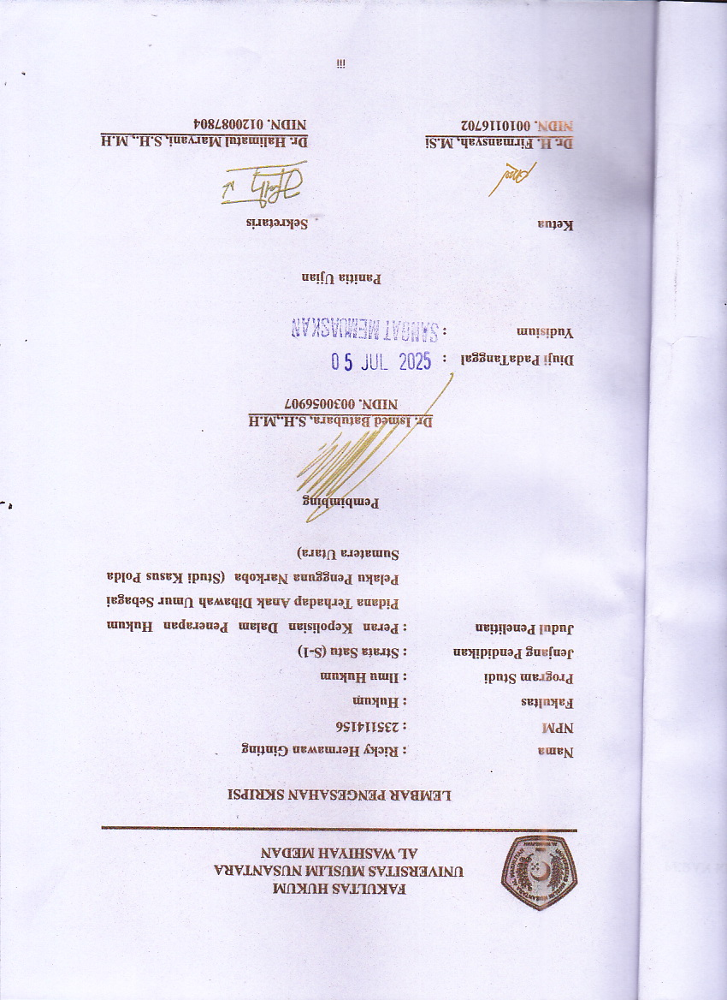 FAKULTAS HUKUM
UNIVERSITAS MUSLIM NUSANTARA
AL WASHIYAH MEDAN
LEMBAR PENGESAHAN SKRIPSI
Nama : Ricky Hermawan Ginting
NPM : 235114156
Fakultas : Hukum
Program Studi : Ilmu Hukum
Jenjang Pendidikan : Strata Satu (S-1)
Judul Penelitian : Peran Kepolisian Dalam Penerapan Hukum
Pidana Terhadap Anak Dibawah Umur Sebagai
Pelaku Pengguna Narkoba (Studi Kasus Polda
Sumatera Utara)
Pembimbing
Dr. Ismed Batubara, S.H.,M.H
NIDN. 0030056907
Diuji PadaTanggal : 05 JUL 2025
Yudisium : SANGAT MEMUASKAN
Panitia Ujian
Ketua Sekretaris
Dr. H. Firmansyah, M.Si Dr. Halimatul Maryani, S.H., M.H
NIDN. 0010116702 NIDN. 0120087804
iii